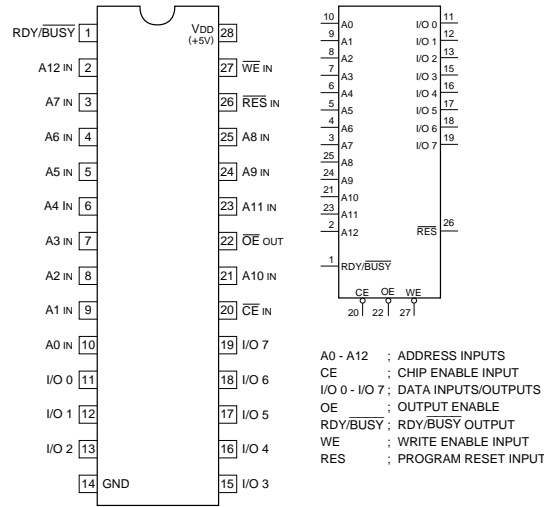 RDY/BUSY 1
VDD (+5V) 28
A12 IN 2
27 WE IN
A7 IN 3
26 RES IN
A6 IN 4
25 A8 IN
A5 IN 5
24 A9 IN
A4 IN 6
23 A11 IN
A3 IN 7
22 OE OUT
A2 IN 8
21 A10 IN
A1 IN 9
20 CE IN
A0 IN 10
19 I/O 7
I/O 0 11
18 I/O 6
I/O 1 12
17 I/O 5
I/O 2 13
16 I/O 4
14 GND
15 I/O 3
10 A0
I/O 0 11
9 A1
I/O 1 12
8 A2
I/O 2 13
7 A3
I/O 3 15
6 A4
I/O 4 16
5 A5
I/O 5 17
4 A6
I/O 6 18
3 A7
I/O 7 19
25 A8
24 A9
21 A10
23 A11
2 A12
RES 26
1 RDY/BUSY
CE OE WE
20 22 27
A0 - A12 ; ADDRESS INPUTS
CE ; CHIP ENABLE INPUT
I/O 0 - I/O 7 ; DATA INPUTS/OUTPUTS
OE ; OUTPUT ENABLE
RDY/BUSY ; RDY/BUSY OUTPUT
WE ; WRITE ENABLE INPUT
RES ; PROGRAM RESET INPUT